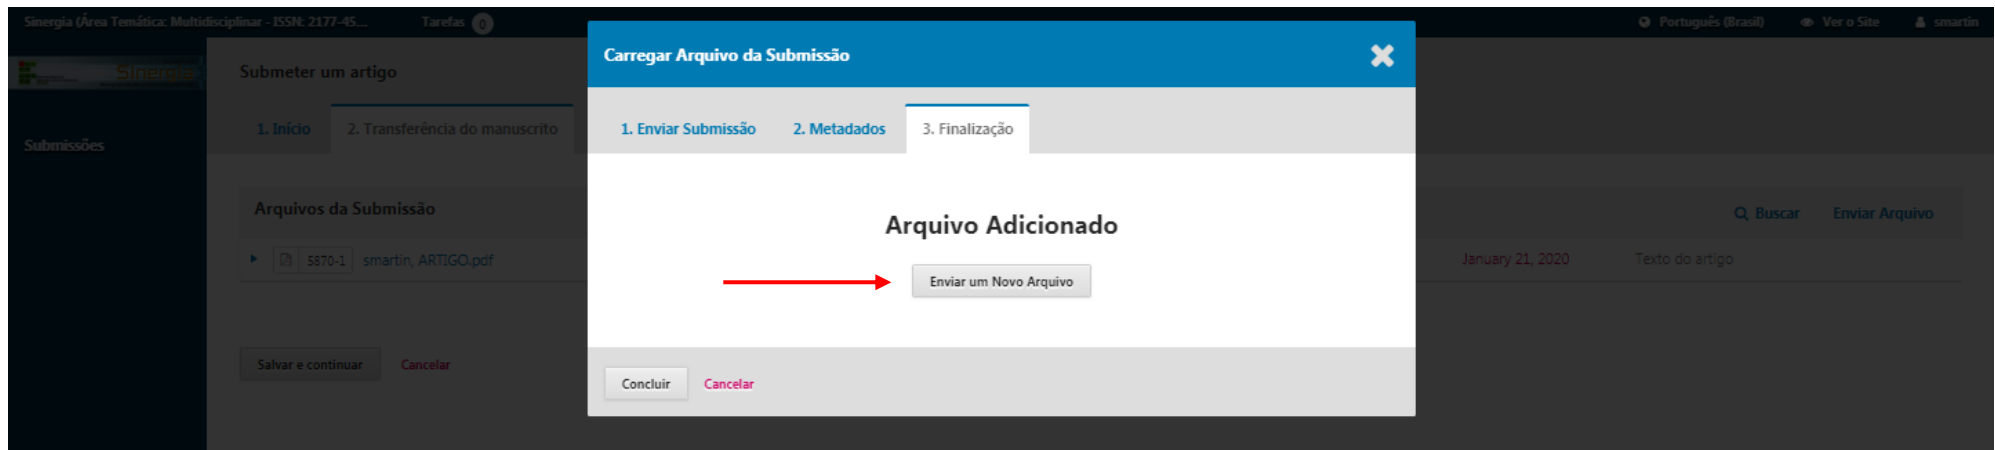 Sinergia (Área Temática: Multidisciplinar - ISSN: 2177-45...
Tarefas 0
Português (Brasil)
Ver o Site
smartin
Sinergia
Submissões
Submeter um artigo
1. Início
2. Transferência do manuscrito
Arquivos da Submissão
Buscar
Enviar Arquivo
5870-1 smartin, ARTIGO.pdf
January 21, 2020
Texto do artigo
Salvar e continuar
Cancelar
Carregar Arquivo da Submissão
1. Enviar Submissão
2. Metadados
3. Finalização
Arquivo Adicionado
Enviar um Novo Arquivo
Concluir
Cancelar